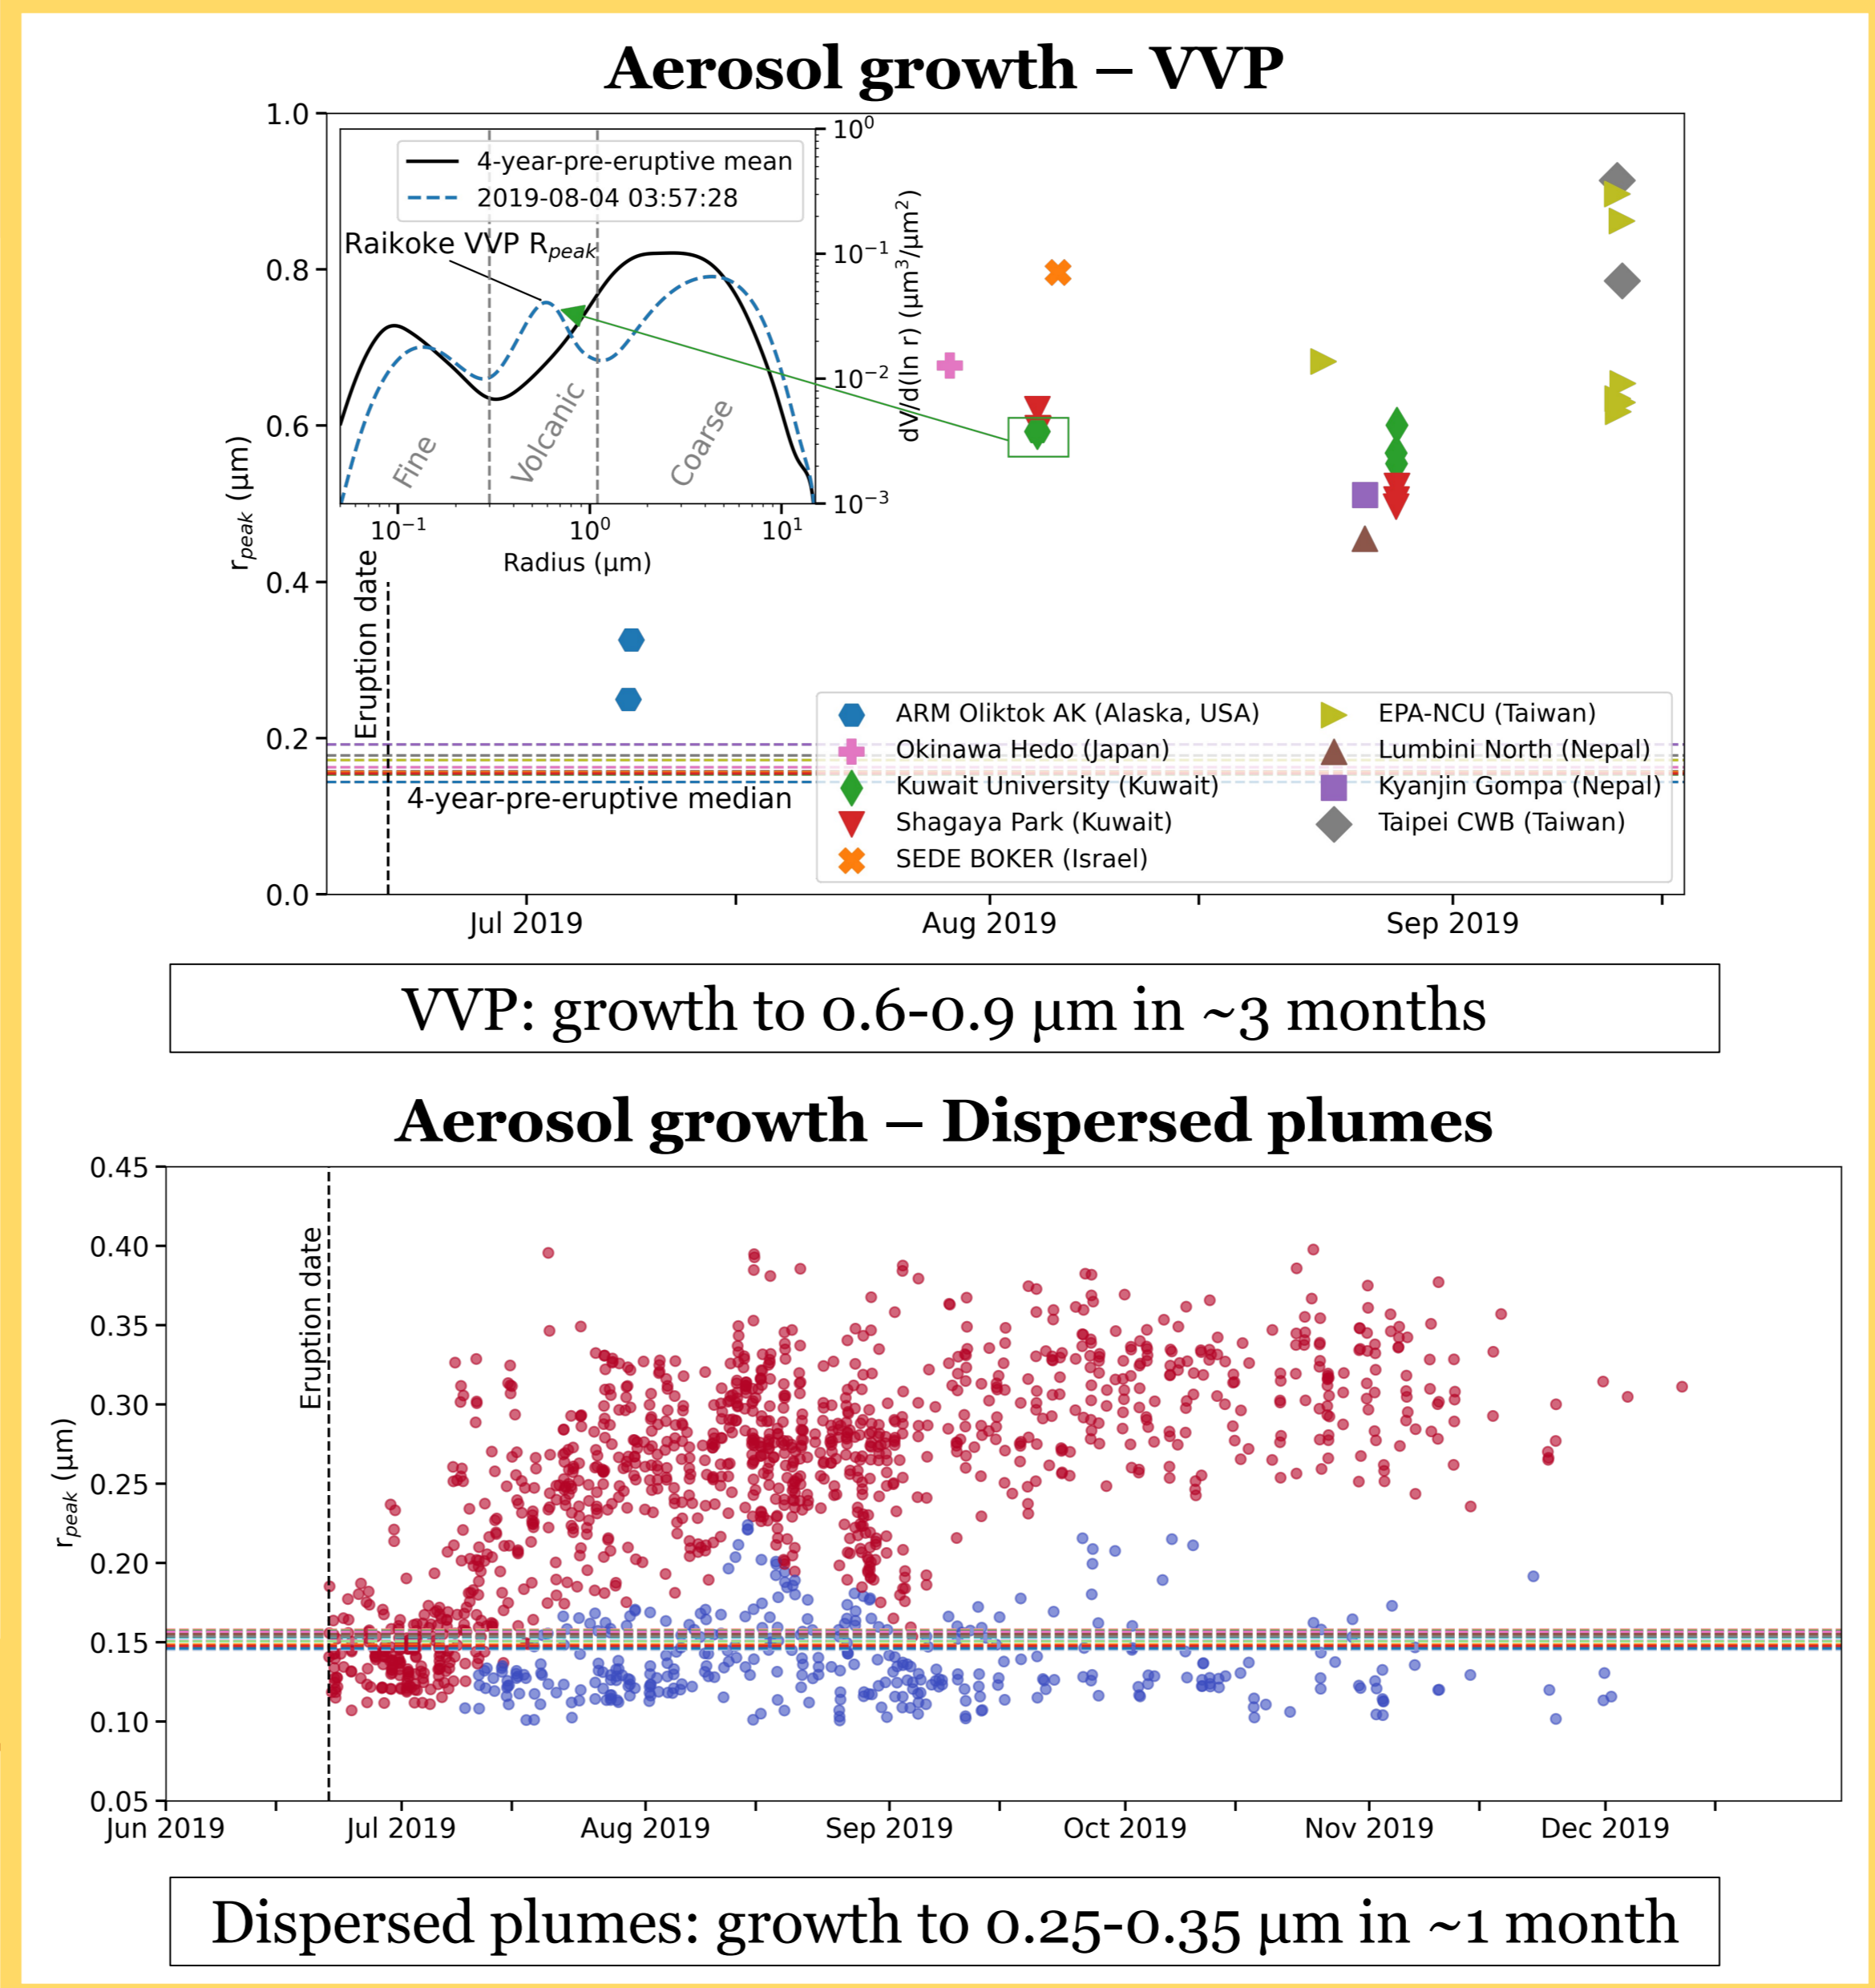 Aerosol growth – VVP
1.0
0.8
0.6
0.4
0.2
0.0
r_peak (μm)
4-year-pre-eruptive mean
2019-08-04 03:57:28
Raikoke VVP R_peak
Fine
Volcanic
Coarse
10^0
10^−1
10^−2
10^−3
dV/d(ln r) (μm^3/μm^2)
10^−1
10^0
10^1
Radius (μm)
Eruption date
4-year-pre-eruptive median
ARM Oliktok AK (Alaska, USA)
Okinawa Hedo (Japan)
Kuwait University (Kuwait)
Shagaya Park (Kuwait)
SEDE BOKER (Israel)
EPA-NCU (Taiwan)
Lumbini North (Nepal)
Kyanjin Gompa (Nepal)
Taipei CWB (Taiwan)
Jul 2019
Aug 2019
Sep 2019
VVP: growth to 0.6-0.9 μm in ~3 months
Aerosol growth – Dispersed plumes
0.45
0.40
0.35
0.30
0.25
0.20
0.15
0.10
0.05
r_peak (μm)
Eruption date
Jun 2019
Jul 2019
Aug 2019
Sep 2019
Oct 2019
Nov 2019
Dec 2019
Dispersed plumes: growth to 0.25-0.35 μm in ~1 month